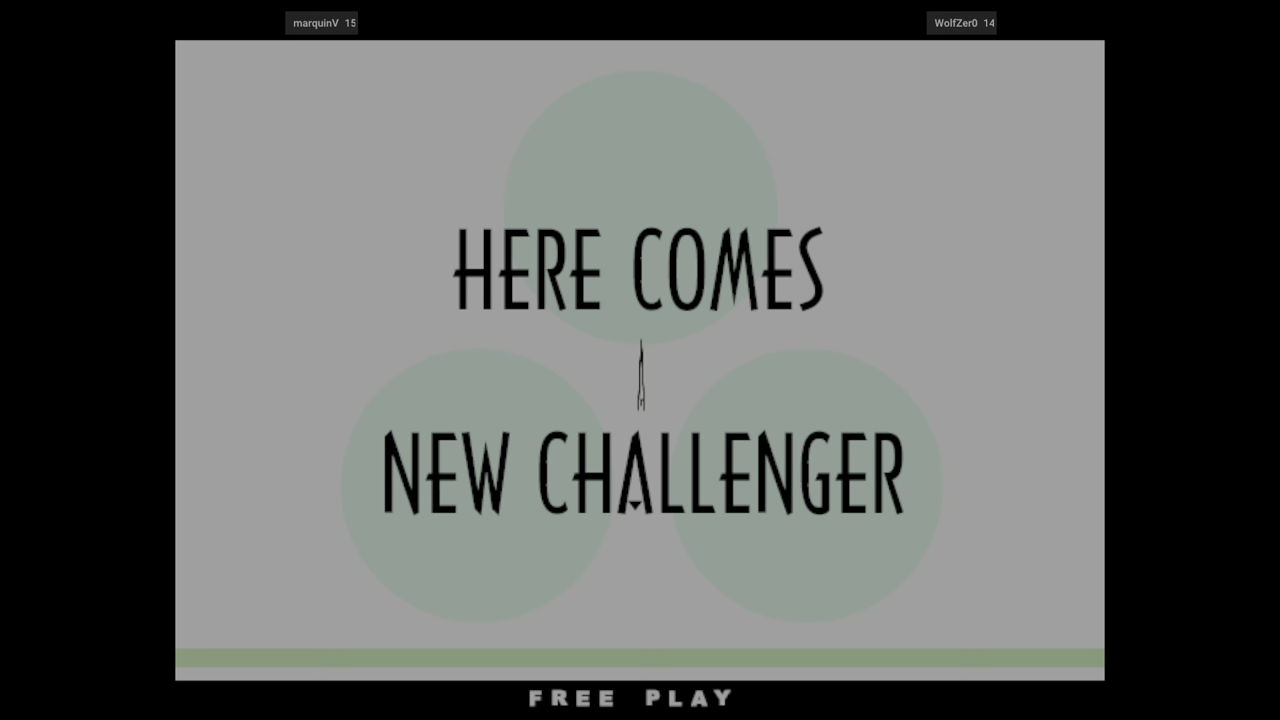 marquinV 15
WolfZer0 14
HERE COMES
A
NEW CHALLENGER
FREE PLAY